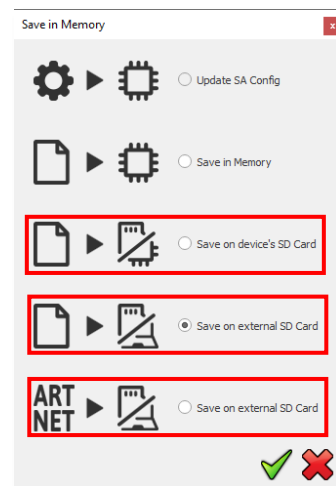 Save in Memory
x
Update SA Config
Save in Memory
Save on device's SD Card
Save on external SD Card
ART
NET
Save on external SD Card